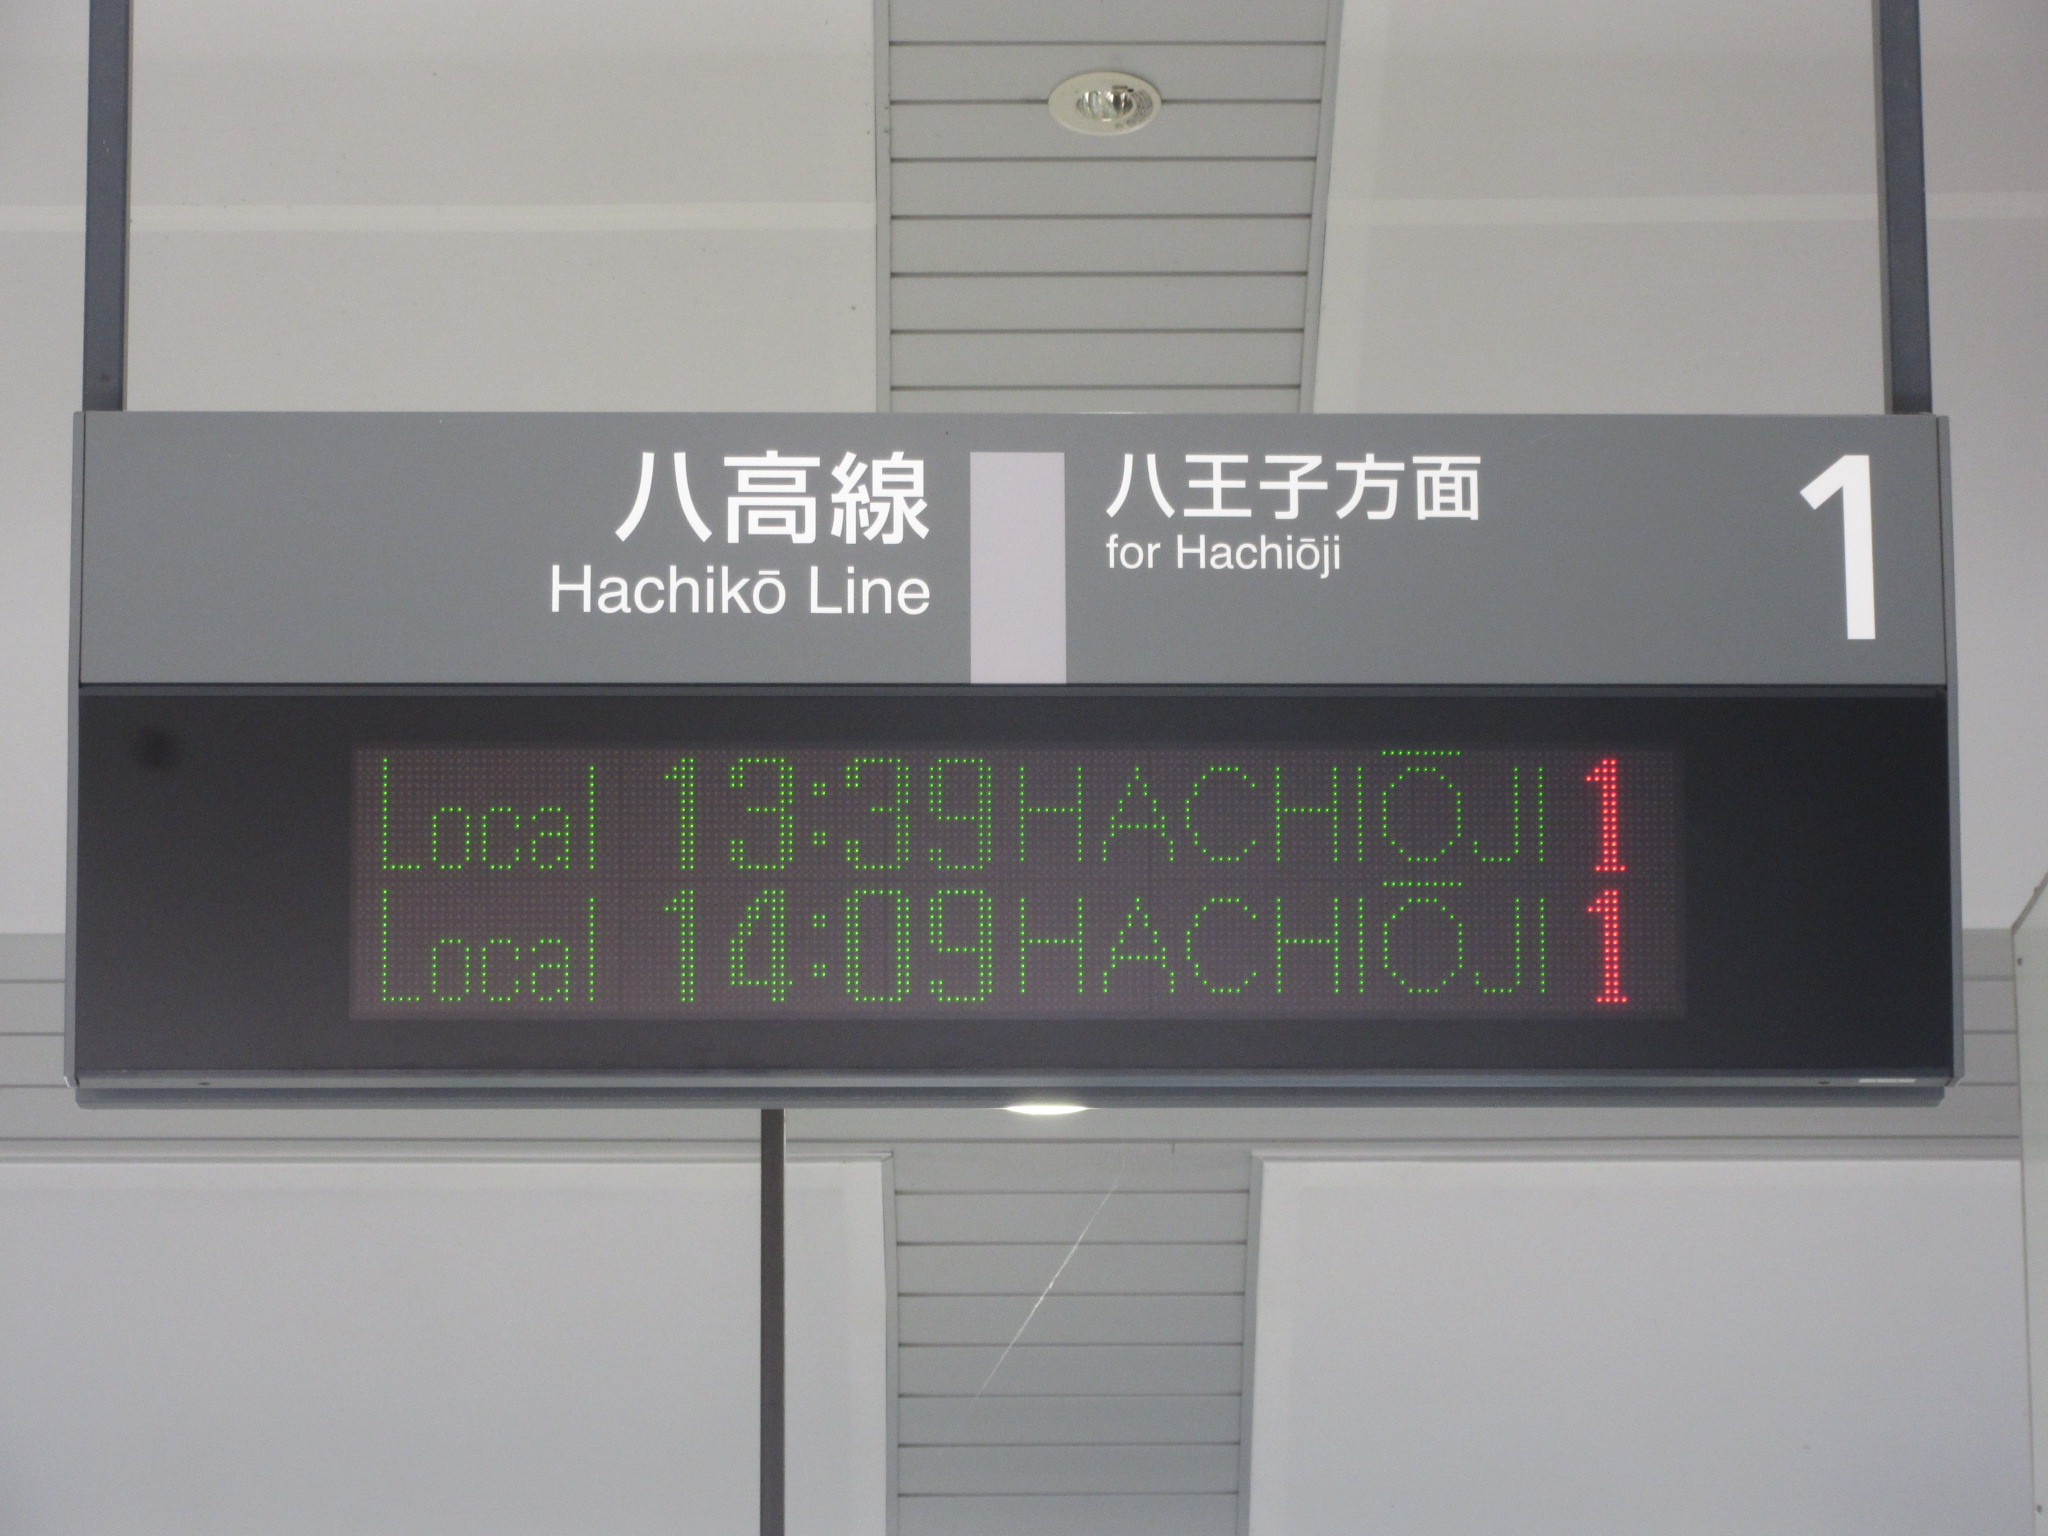 八高線
Hachikō Line
八王子方面
for Hachiōji
1
Local 13:39 HACHIŌJI 1
Local 14:09 HACHIŌJI 1